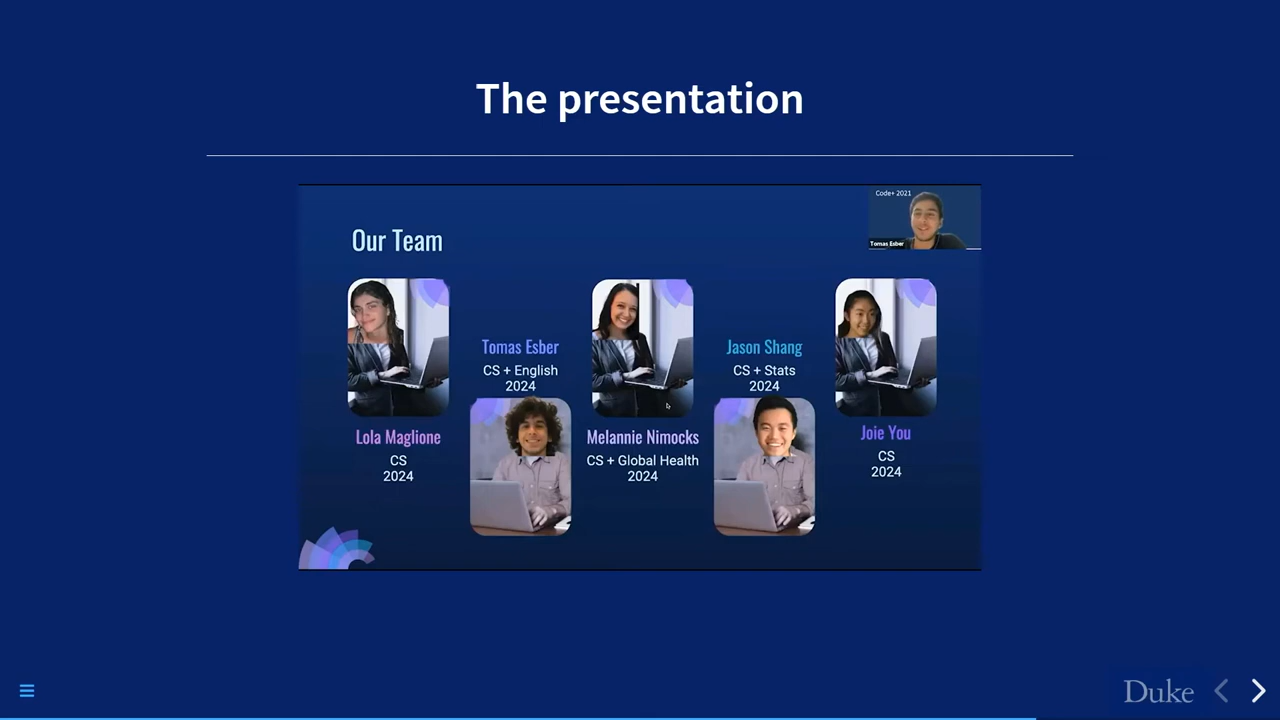 The presentation
Code+ 2021
Tomas Esber
Our Team
Lola Maglione
CS
2024
Tomas Esber
CS + English
2024
Melannie Nimocks
CS + Global Health
2024
Jason Shang
CS + Stats
2024
Joie You
CS
2024
Duke